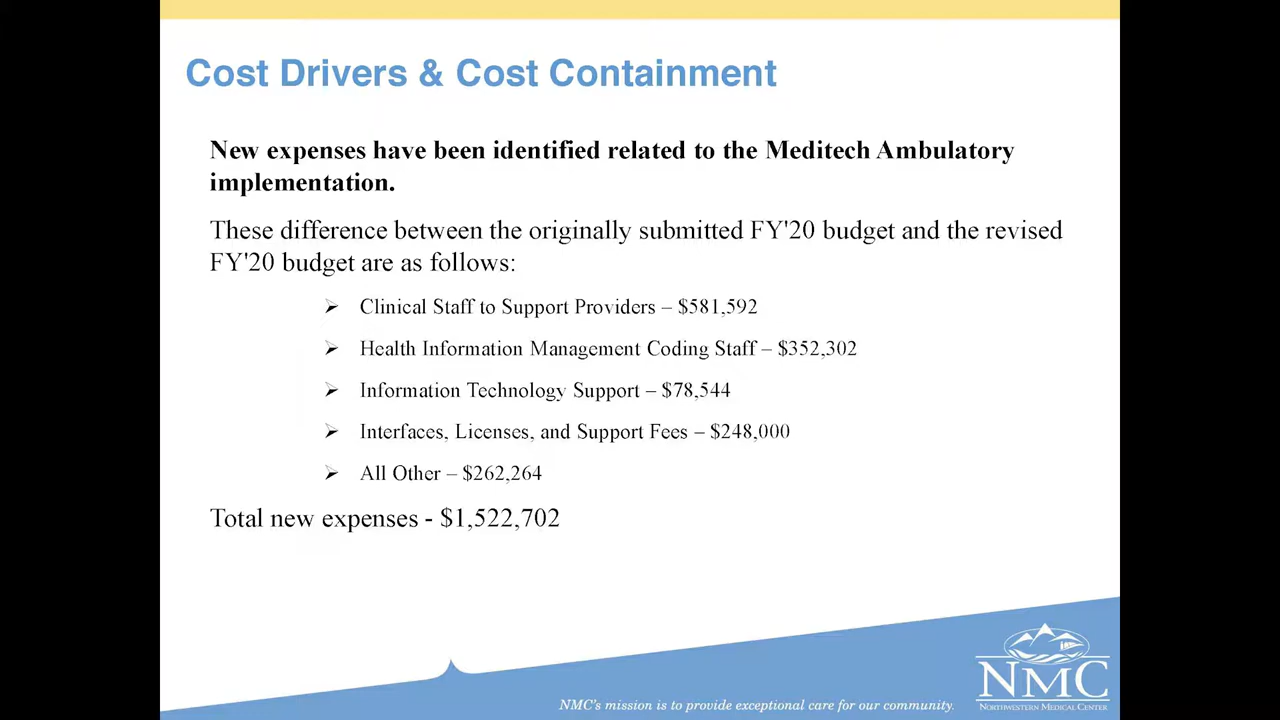 Cost Drivers & Cost Containment
New expenses have been identified related to the Meditech Ambulatory
implementation.
These difference between the originally submitted FY'20 budget and the revised
FY'20 budget are as follows:
➢ Clinical Staff to Support Providers – $581,592
➢ Health Information Management Coding Staff – $352,302
➢ Information Technology Support – $78,544
➢ Interfaces, Licenses, and Support Fees – $248,000
➢ All Other – $262,264
Total new expenses - $1,522,702
NMC
NORTHWESTERN MEDICAL CENTER
NMC's mission is to provide exceptional care for our community.